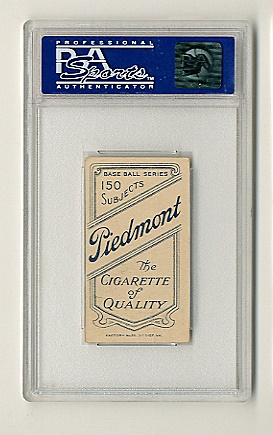 PROFESSIONAL
PSA
Sports
AUTHENTICATOR
BASE BALL SERIES
150
SUBJECTS
Piedmont
The
CIGARETTE
of
QUALITY